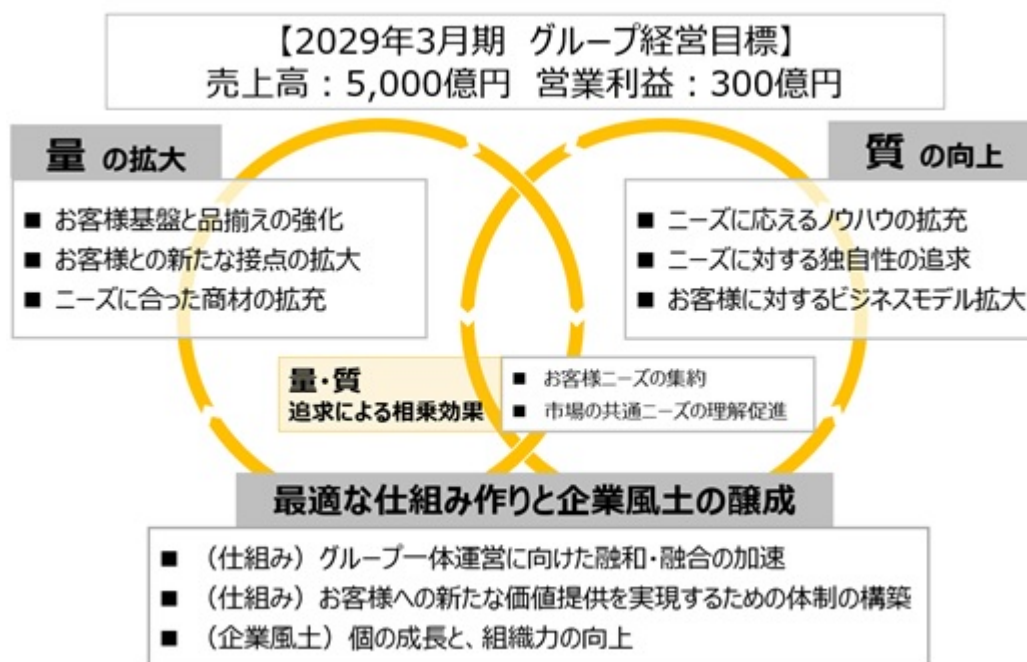 【2029年3月期 グループ経営目標】
売上高：5,000億円 営業利益：300億円
量 の拡大
■ お客様基盤と品揃えの強化
■ お客様との新たな接点の拡大
■ ニーズに合った商材の拡充
質 の向上
■ ニーズに応えるノウハウの拡充
■ ニーズに対する独自性の追求
■ お客様に対するビジネスモデル拡大
量・質
追求による相乗効果
■ お客様ニーズの集約
■ 市場の共通ニーズの理解促進
最適な仕組み作りと企業風土の醸成
■ （仕組み）グループ一体運営に向けた融和・融合の加速
■ （仕組み）お客様への新たな価値提供を実現するための体制の構築
■ （企業風土）個の成長と、組織力の向上